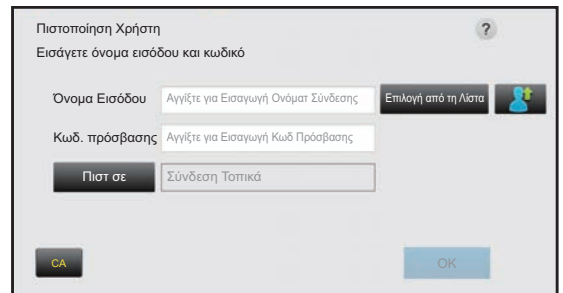 Πιστοποίηση Χρήστη
?
Εισάγετε όνομα εισόδου και κωδικό
Όνομα Εισόδου Αγγίξτε για Εισαγωγή Ονόματ Σύνδεσης Επιλογή από τη Λίστα
Κωδ. πρόσβασης Αγγίξτε για Εισαγωγή Κωδ Πρόσβασης
Πιστ σε Σύνδεση Τοπικά
CA OK